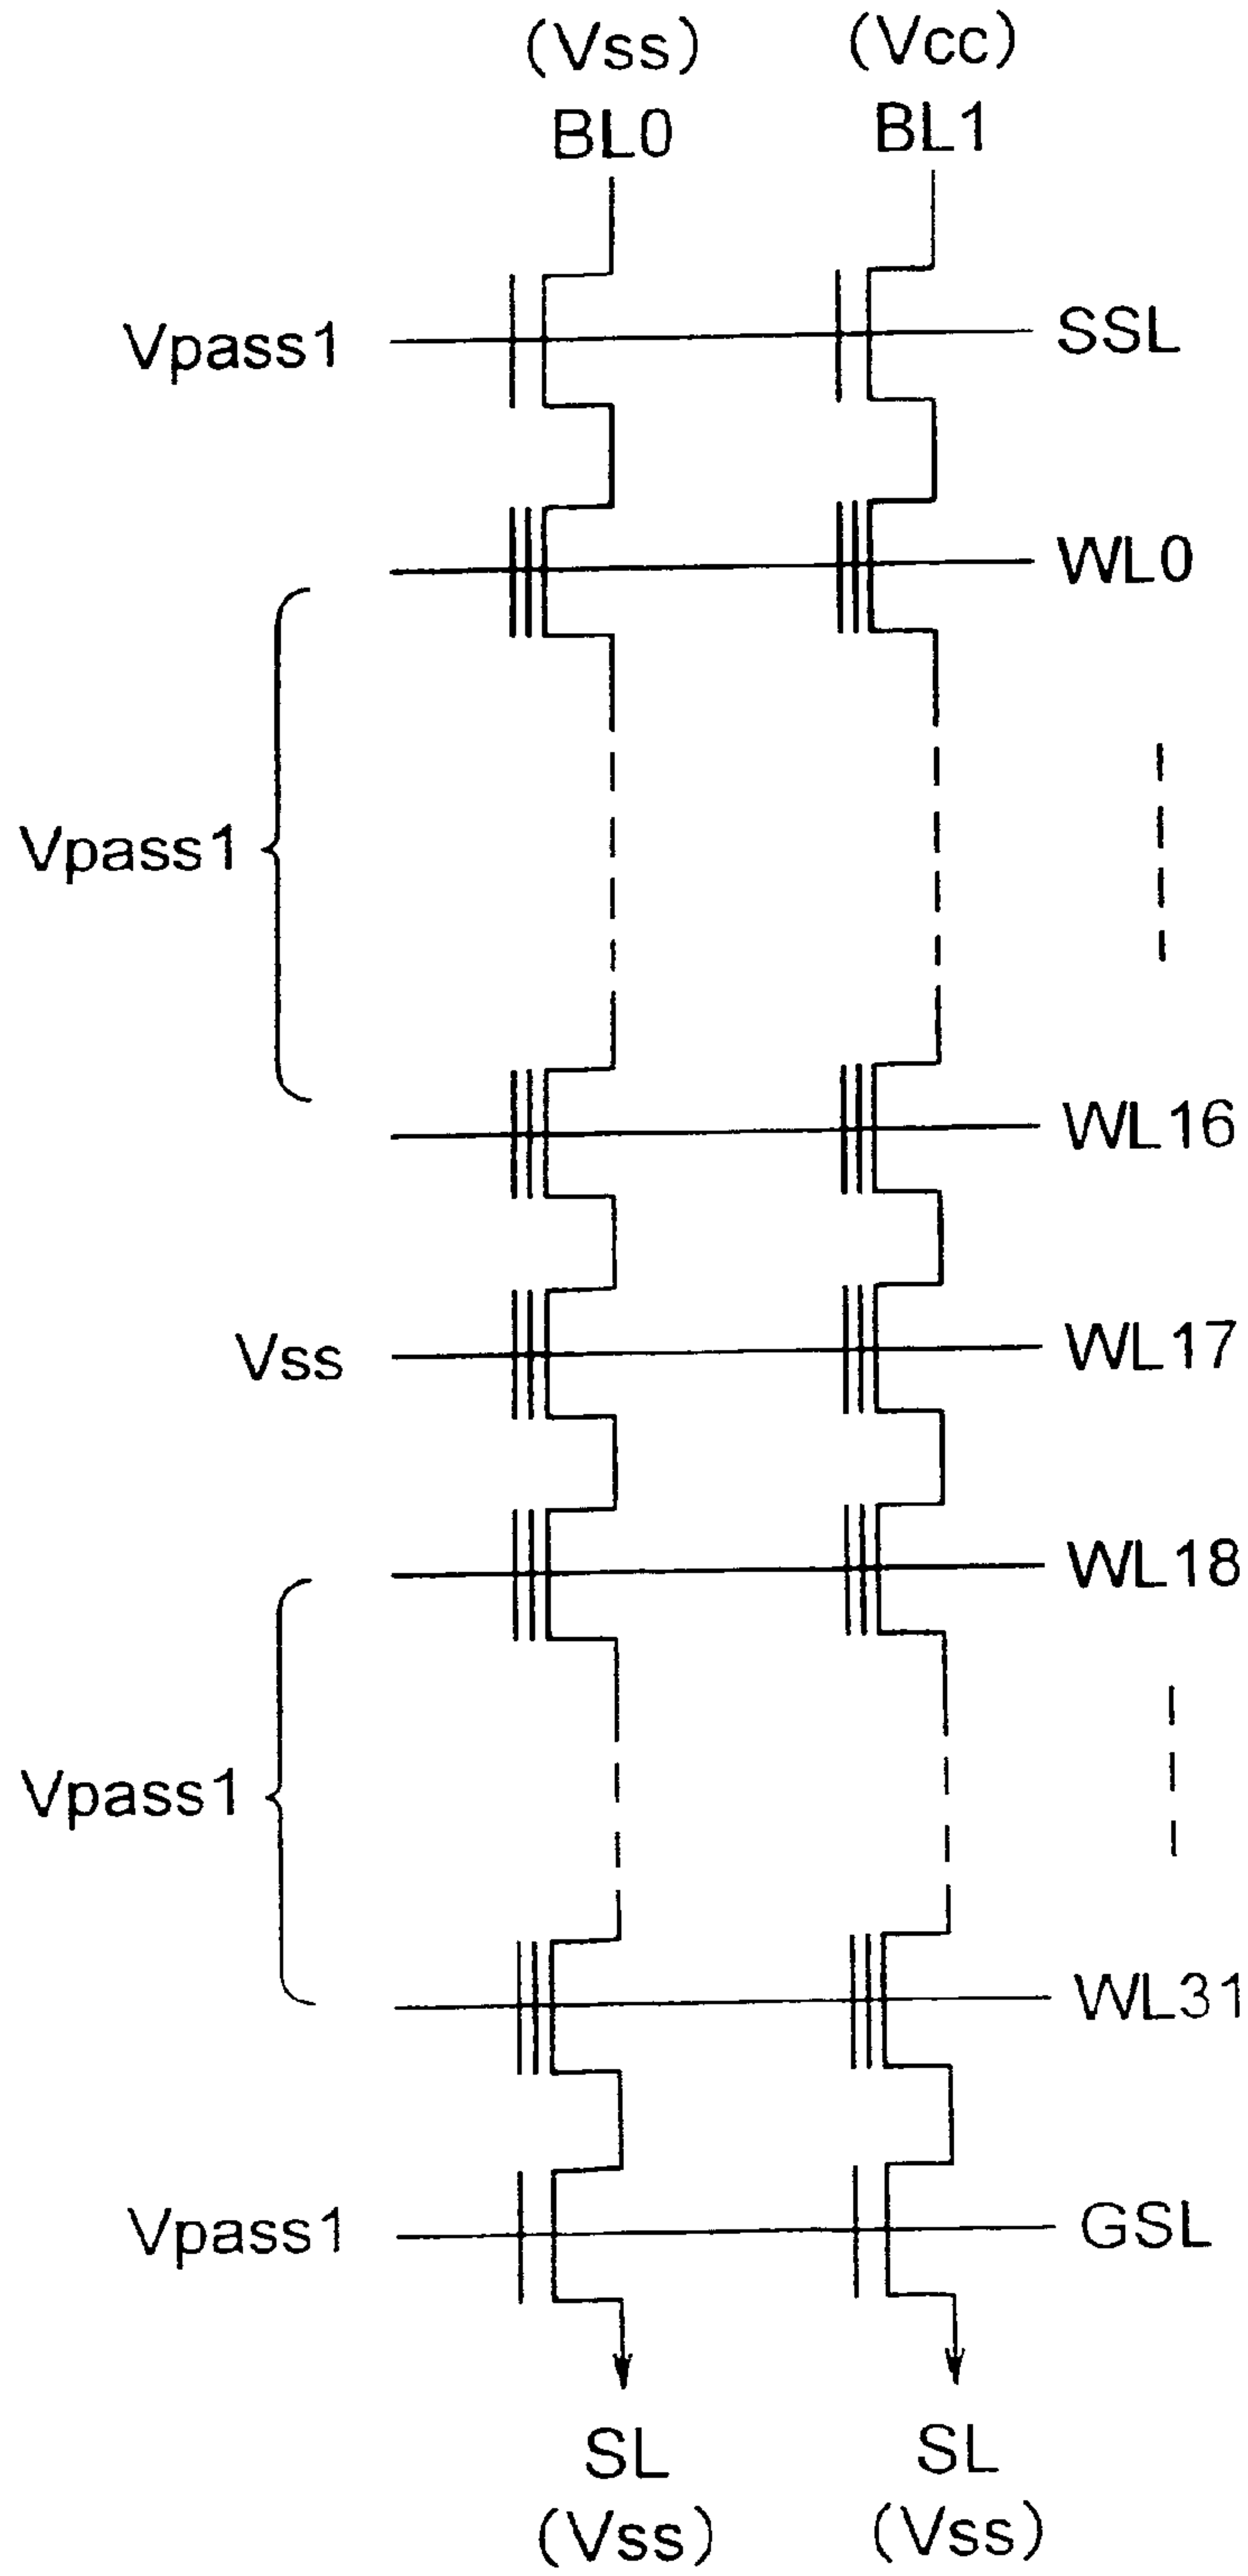 (Vss) (Vcc)
BL0 BL1
Vpass1 SSL
WL0
Vpass1
WL16
Vss WL17
WL18
Vpass1
WL31
Vpass1 GSL
SL SL
(Vss) (Vss)